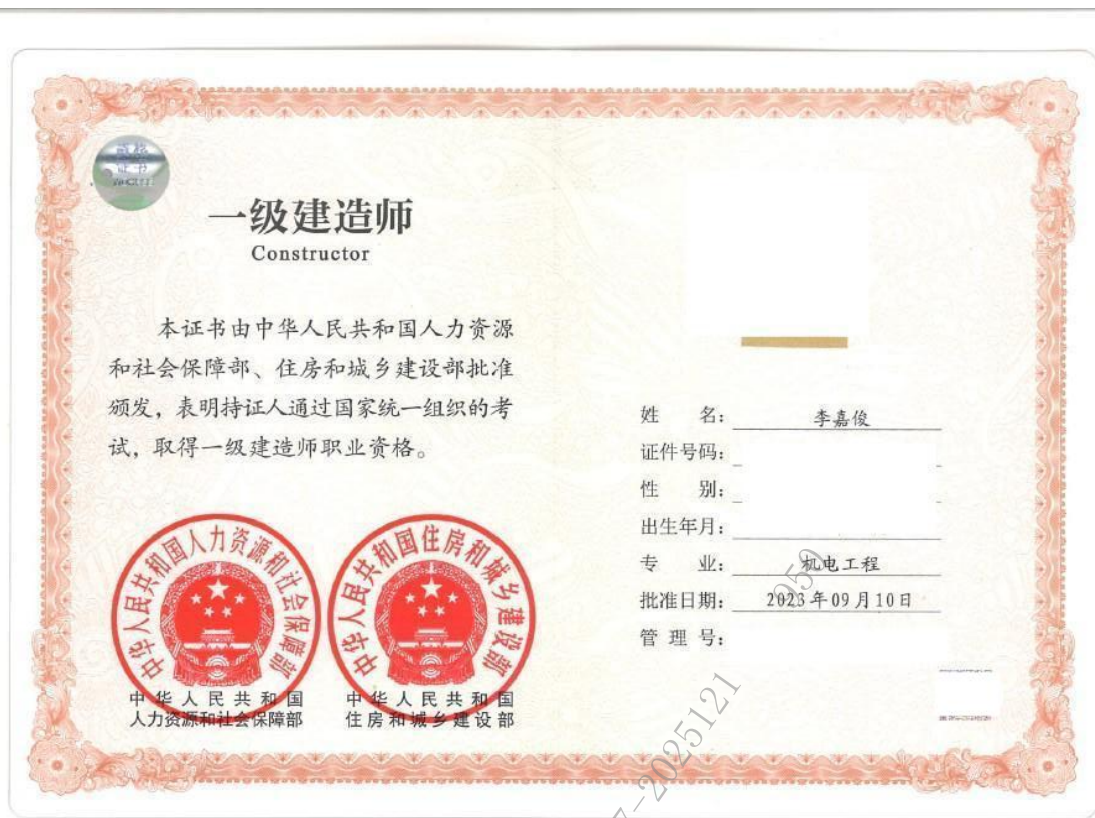 资格
证书
一级建造师
Constructor
本证书由中华人民共和国人力资源
和社会保障部、住房和城乡建设部批准
颁发，表明持证人通过国家统一组织的考
试，取得一级建造师职业资格。
中华人民共和国人力资源和社会保障部
中华人民共和国住房和城乡建设部
中华人民共和国
人力资源和社会保障部
中华人民共和国
住房和城乡建设部
姓 名： 李嘉俊
证件号码：
性 别：
出生年月：
专 业： 机电工程
批准日期： 2023年09月10日
管 理 号：
7-2025121
059